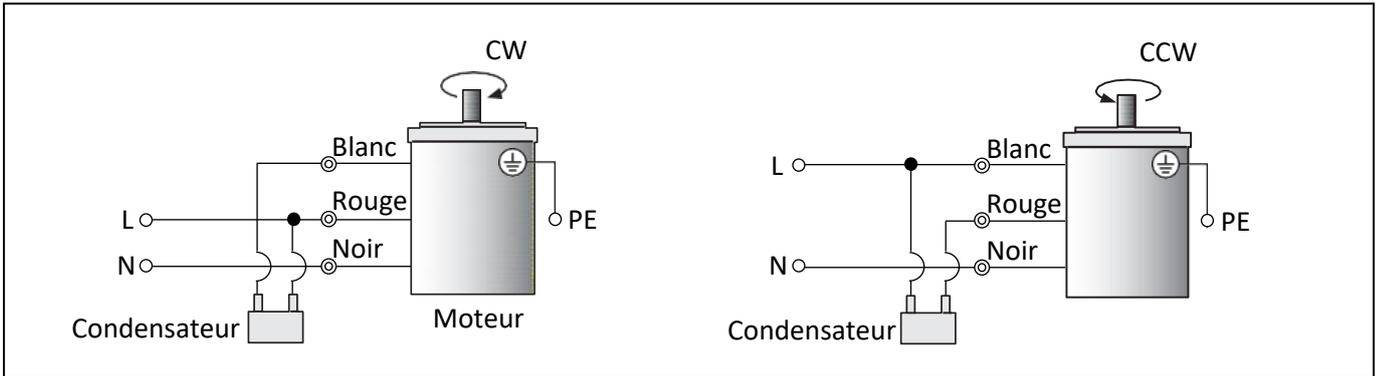 CW
Blanc
Rouge
L
Noir
N
PE
Condensateur
Moteur
CCW
L
Blanc
Rouge
PE
N
Noir
Condensateur